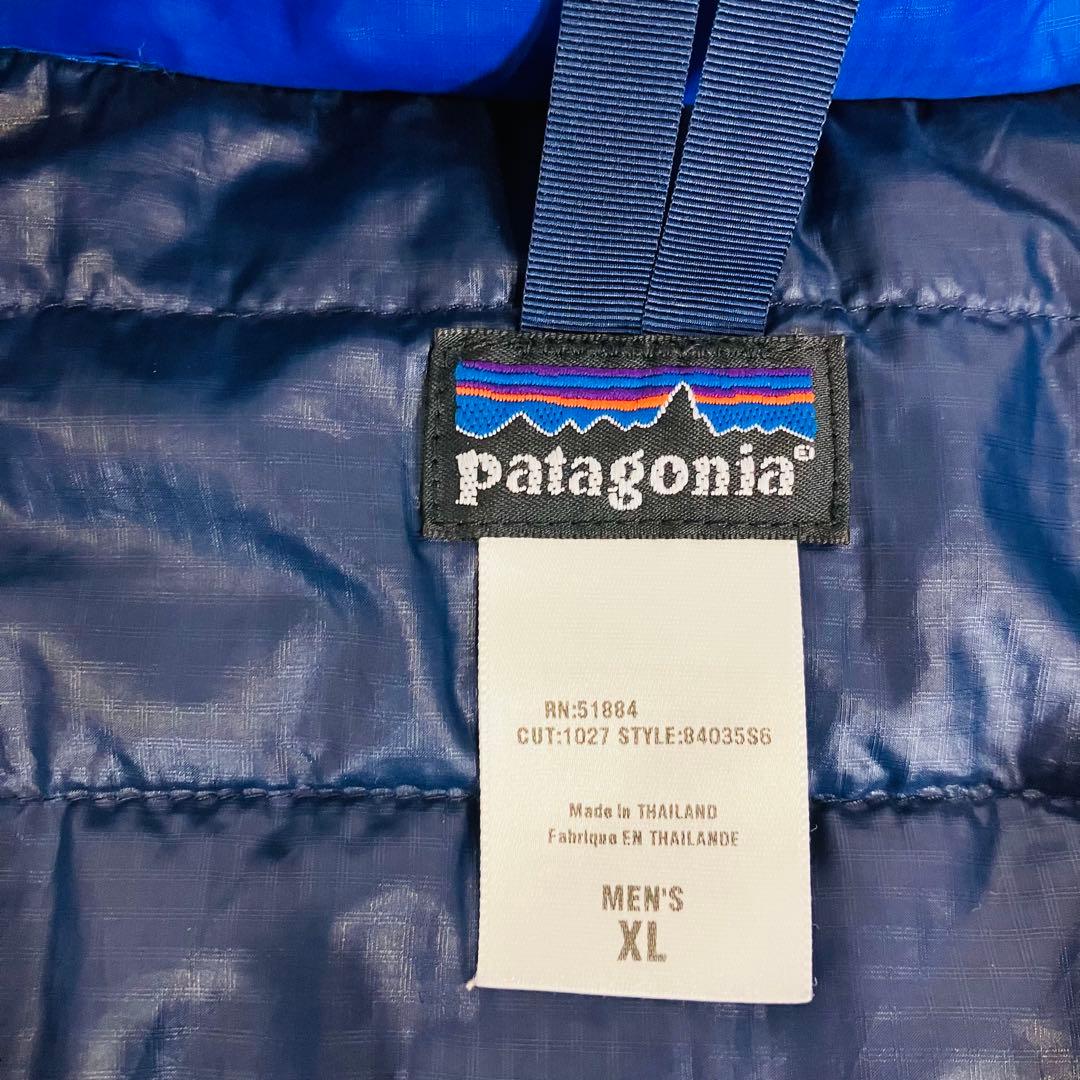 patagonia®
RN:51884
CUT:1027 STYLE:84035S6
Made In THAILAND
Fabrique EN THAILANDE
MEN'S
XL